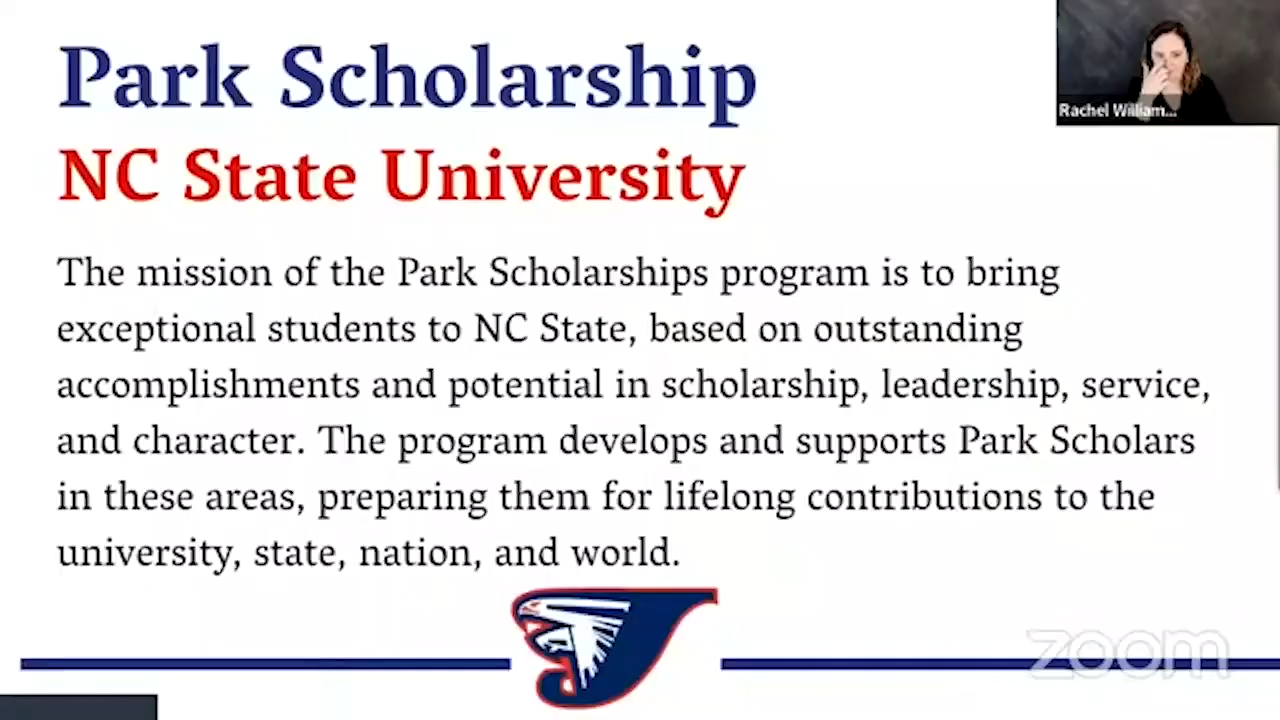 Park Scholarship
NC State University
Rachel William...
The mission of the Park Scholarships program is to bring
exceptional students to NC State, based on outstanding
accomplishments and potential in scholarship, leadership, service,
and character. The program develops and supports Park Scholars
in these areas, preparing them for lifelong contributions to the
university, state, nation, and world.
zoom